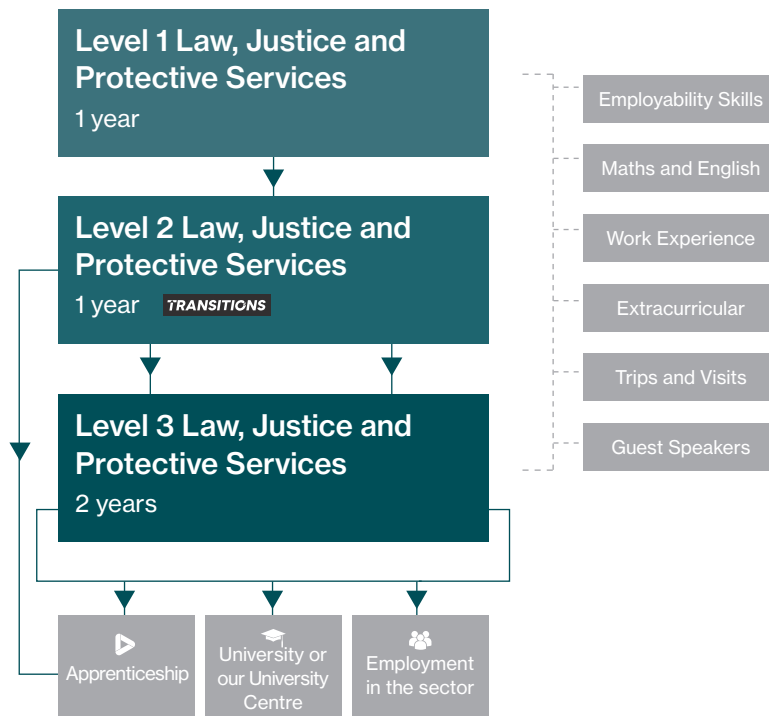 Level 1 Law, Justice and
Protective Services
1 year
Level 2 Law, Justice and
Protective Services
1 year TRANSITIONS
Level 3 Law, Justice and
Protective Services
2 years
Apprenticeship
University or
our University
Centre
Employment
in the sector
Employability Skills
Maths and English
Work Experience
Extracurricular
Trips and Visits
Guest Speakers